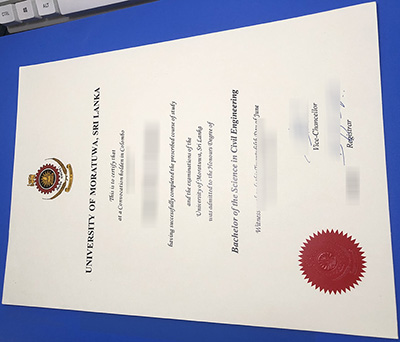 UNIVERSITY OF MORATUWA, SRI LANKA
This is to certify that
at a Convocation holden in Colombo
having successfully completed the prescribed course of study
and the examinations of the
University of Moratuwa, Sri Lanka
was admitted to the Honours Degree of
Bachelor of the Science in Civil Engineering
Witness
Vice-Chancellor
Registrar